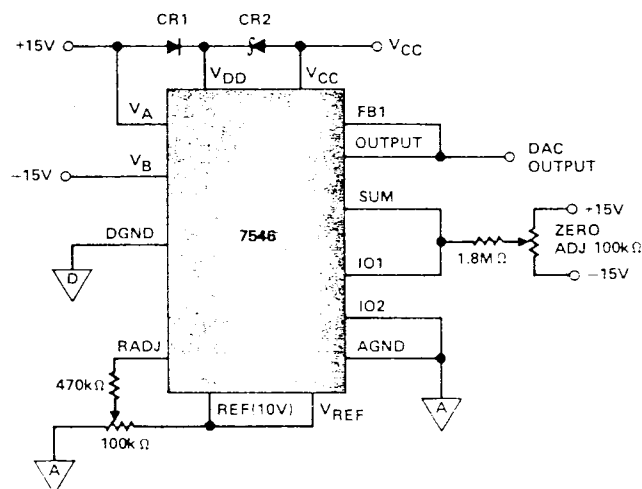 CR1 CR2
+15V VCC
VDD VCC
VA FB1
OUTPUT DAC
OUTPUT
−15V VB
SUM
+15V
7546 ZERO
ADJ 100kΩ
DGND 1.8MΩ
−15V
D IO1
IO2
RADJ AGND
470kΩ
REF(10V) VREF A
100kΩ
A